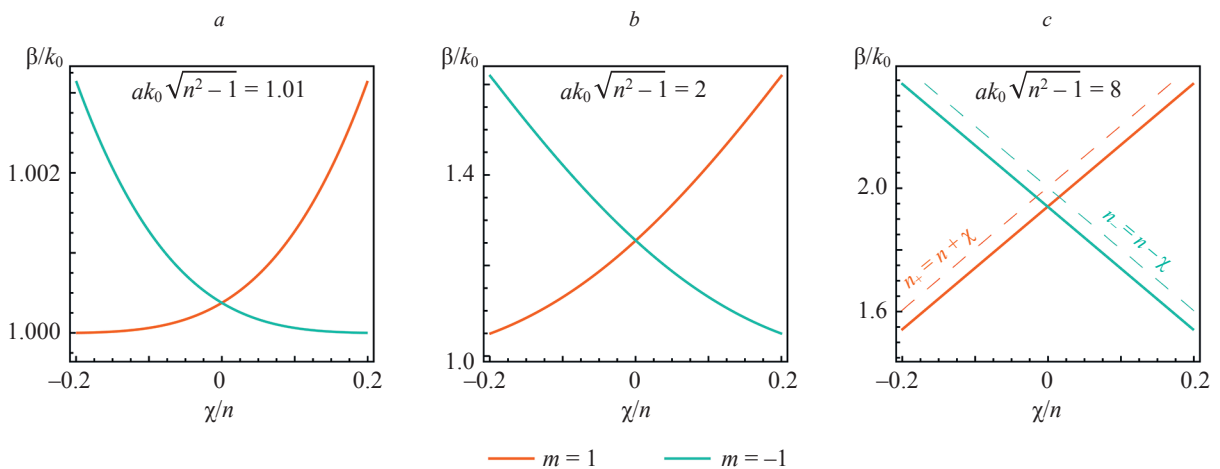 a
β/k₀
ak₀√(n² – 1) = 1.01
1.002
1.000
–0.2
0
0.2
χ/n
b
β/k₀
ak₀√(n² – 1) = 2
1.4
1.0
–0.2
0
0.2
χ/n
c
β/k₀
ak₀√(n² – 1) = 8
2.0
1.6
n₊ = n + χ
n₋ = n – χ
–0.2
0
0.2
χ/n
m = 1
m = –1